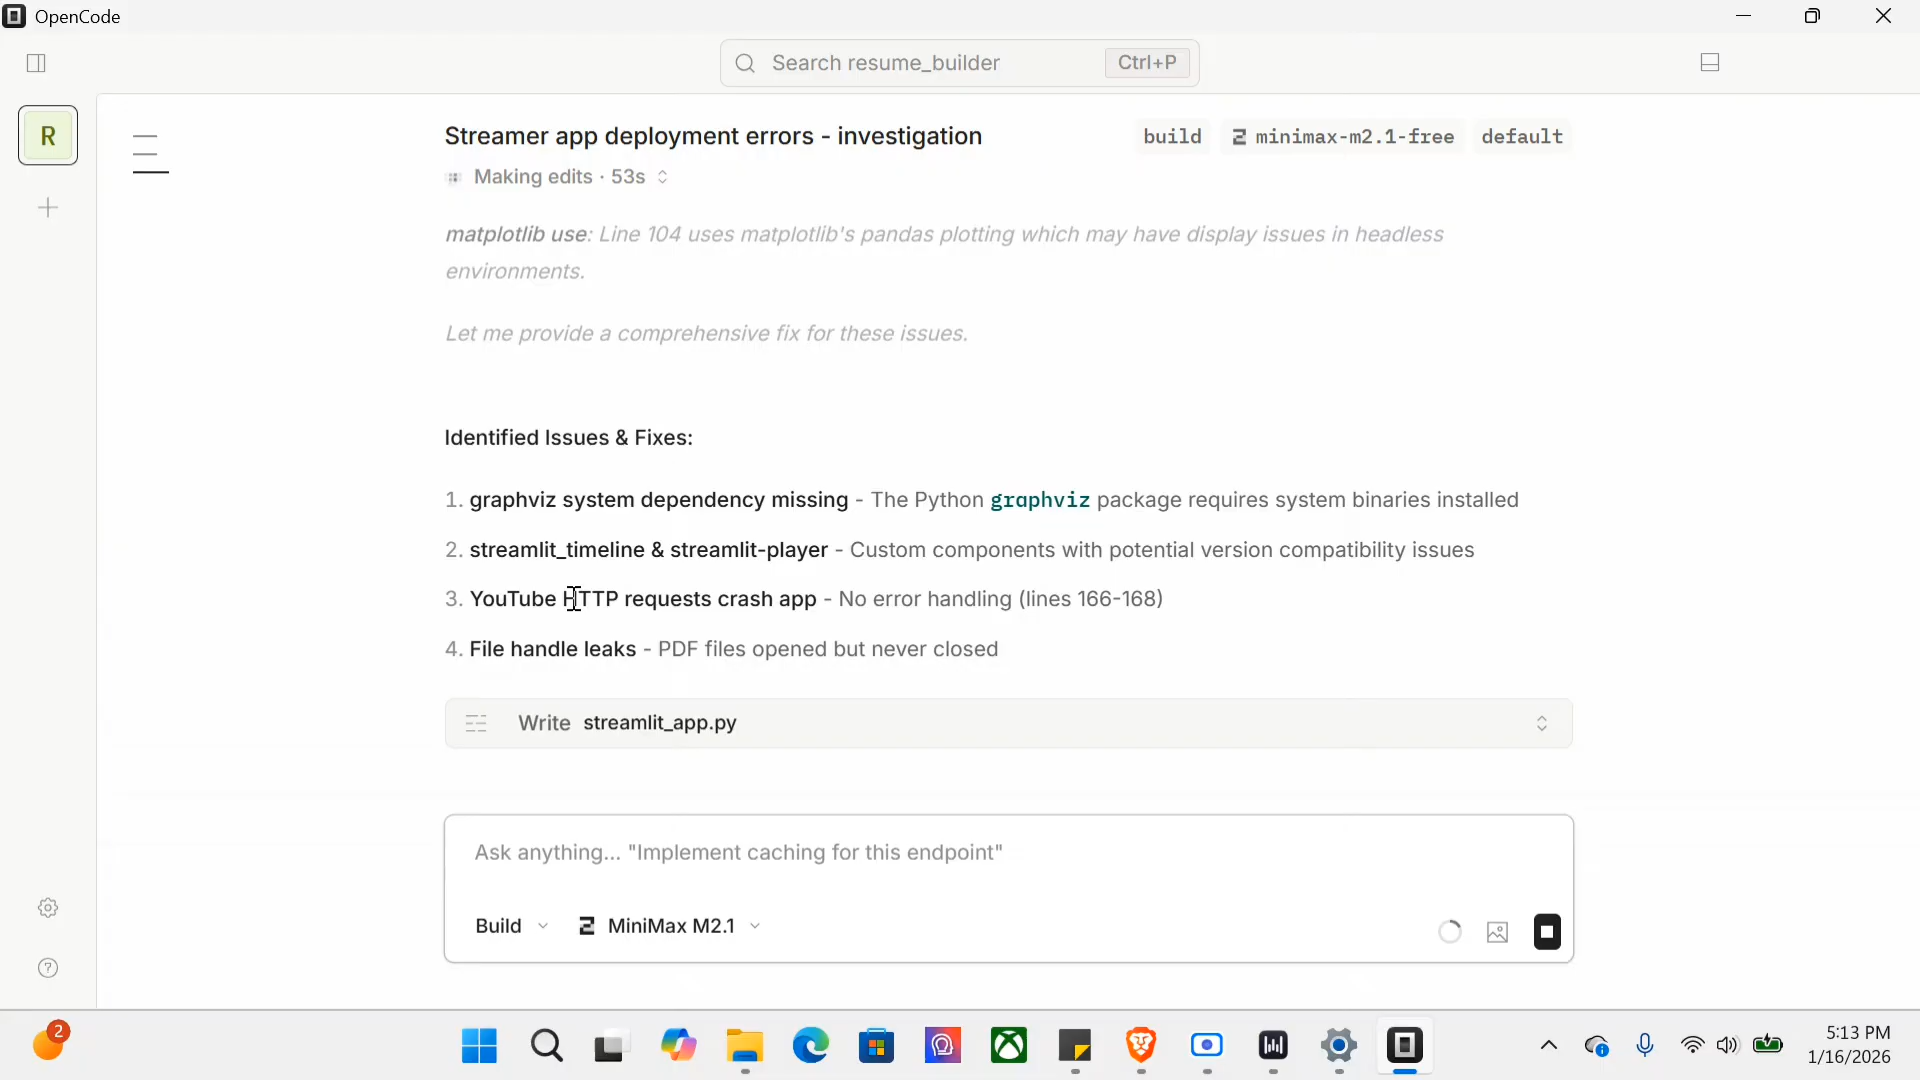 OpenCode
Search resume_builder Ctrl+P
R
Streamer app deployment errors - investigation build minimax-m2.1-free default
Making edits · 53s
matplotlib use: Line 104 uses matplotlib's pandas plotting which may have display issues in headless
environments.
Let me provide a comprehensive fix for these issues.
Identified Issues & Fixes:
1. graphviz system dependency missing - The Python graphviz package requires system binaries installed
2. streamlit_timeline & streamlit-player - Custom components with potential version compatibility issues
3. YouTube HTTP requests crash app - No error handling (lines 166-168)
4. File handle leaks - PDF files opened but never closed
Write streamlit_app.py
Ask anything... "Implement caching for this endpoint"
Build MiniMax M2.1
2
5:13 PM
1/16/2026